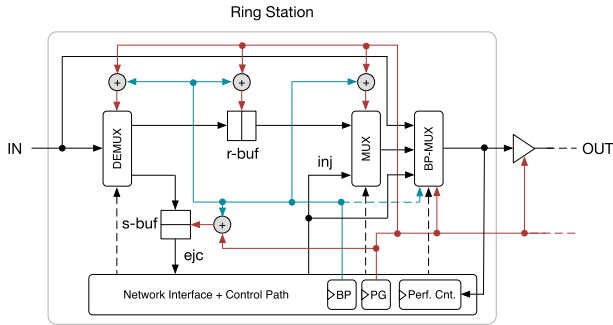 Ring Station
+ + +
IN
DEMUX
r-buf
MUX
BP-MUX
OUT
inj
s-buf
+
ejc
Network Interface + Control Path
BP
PG
Perf. Cnt.